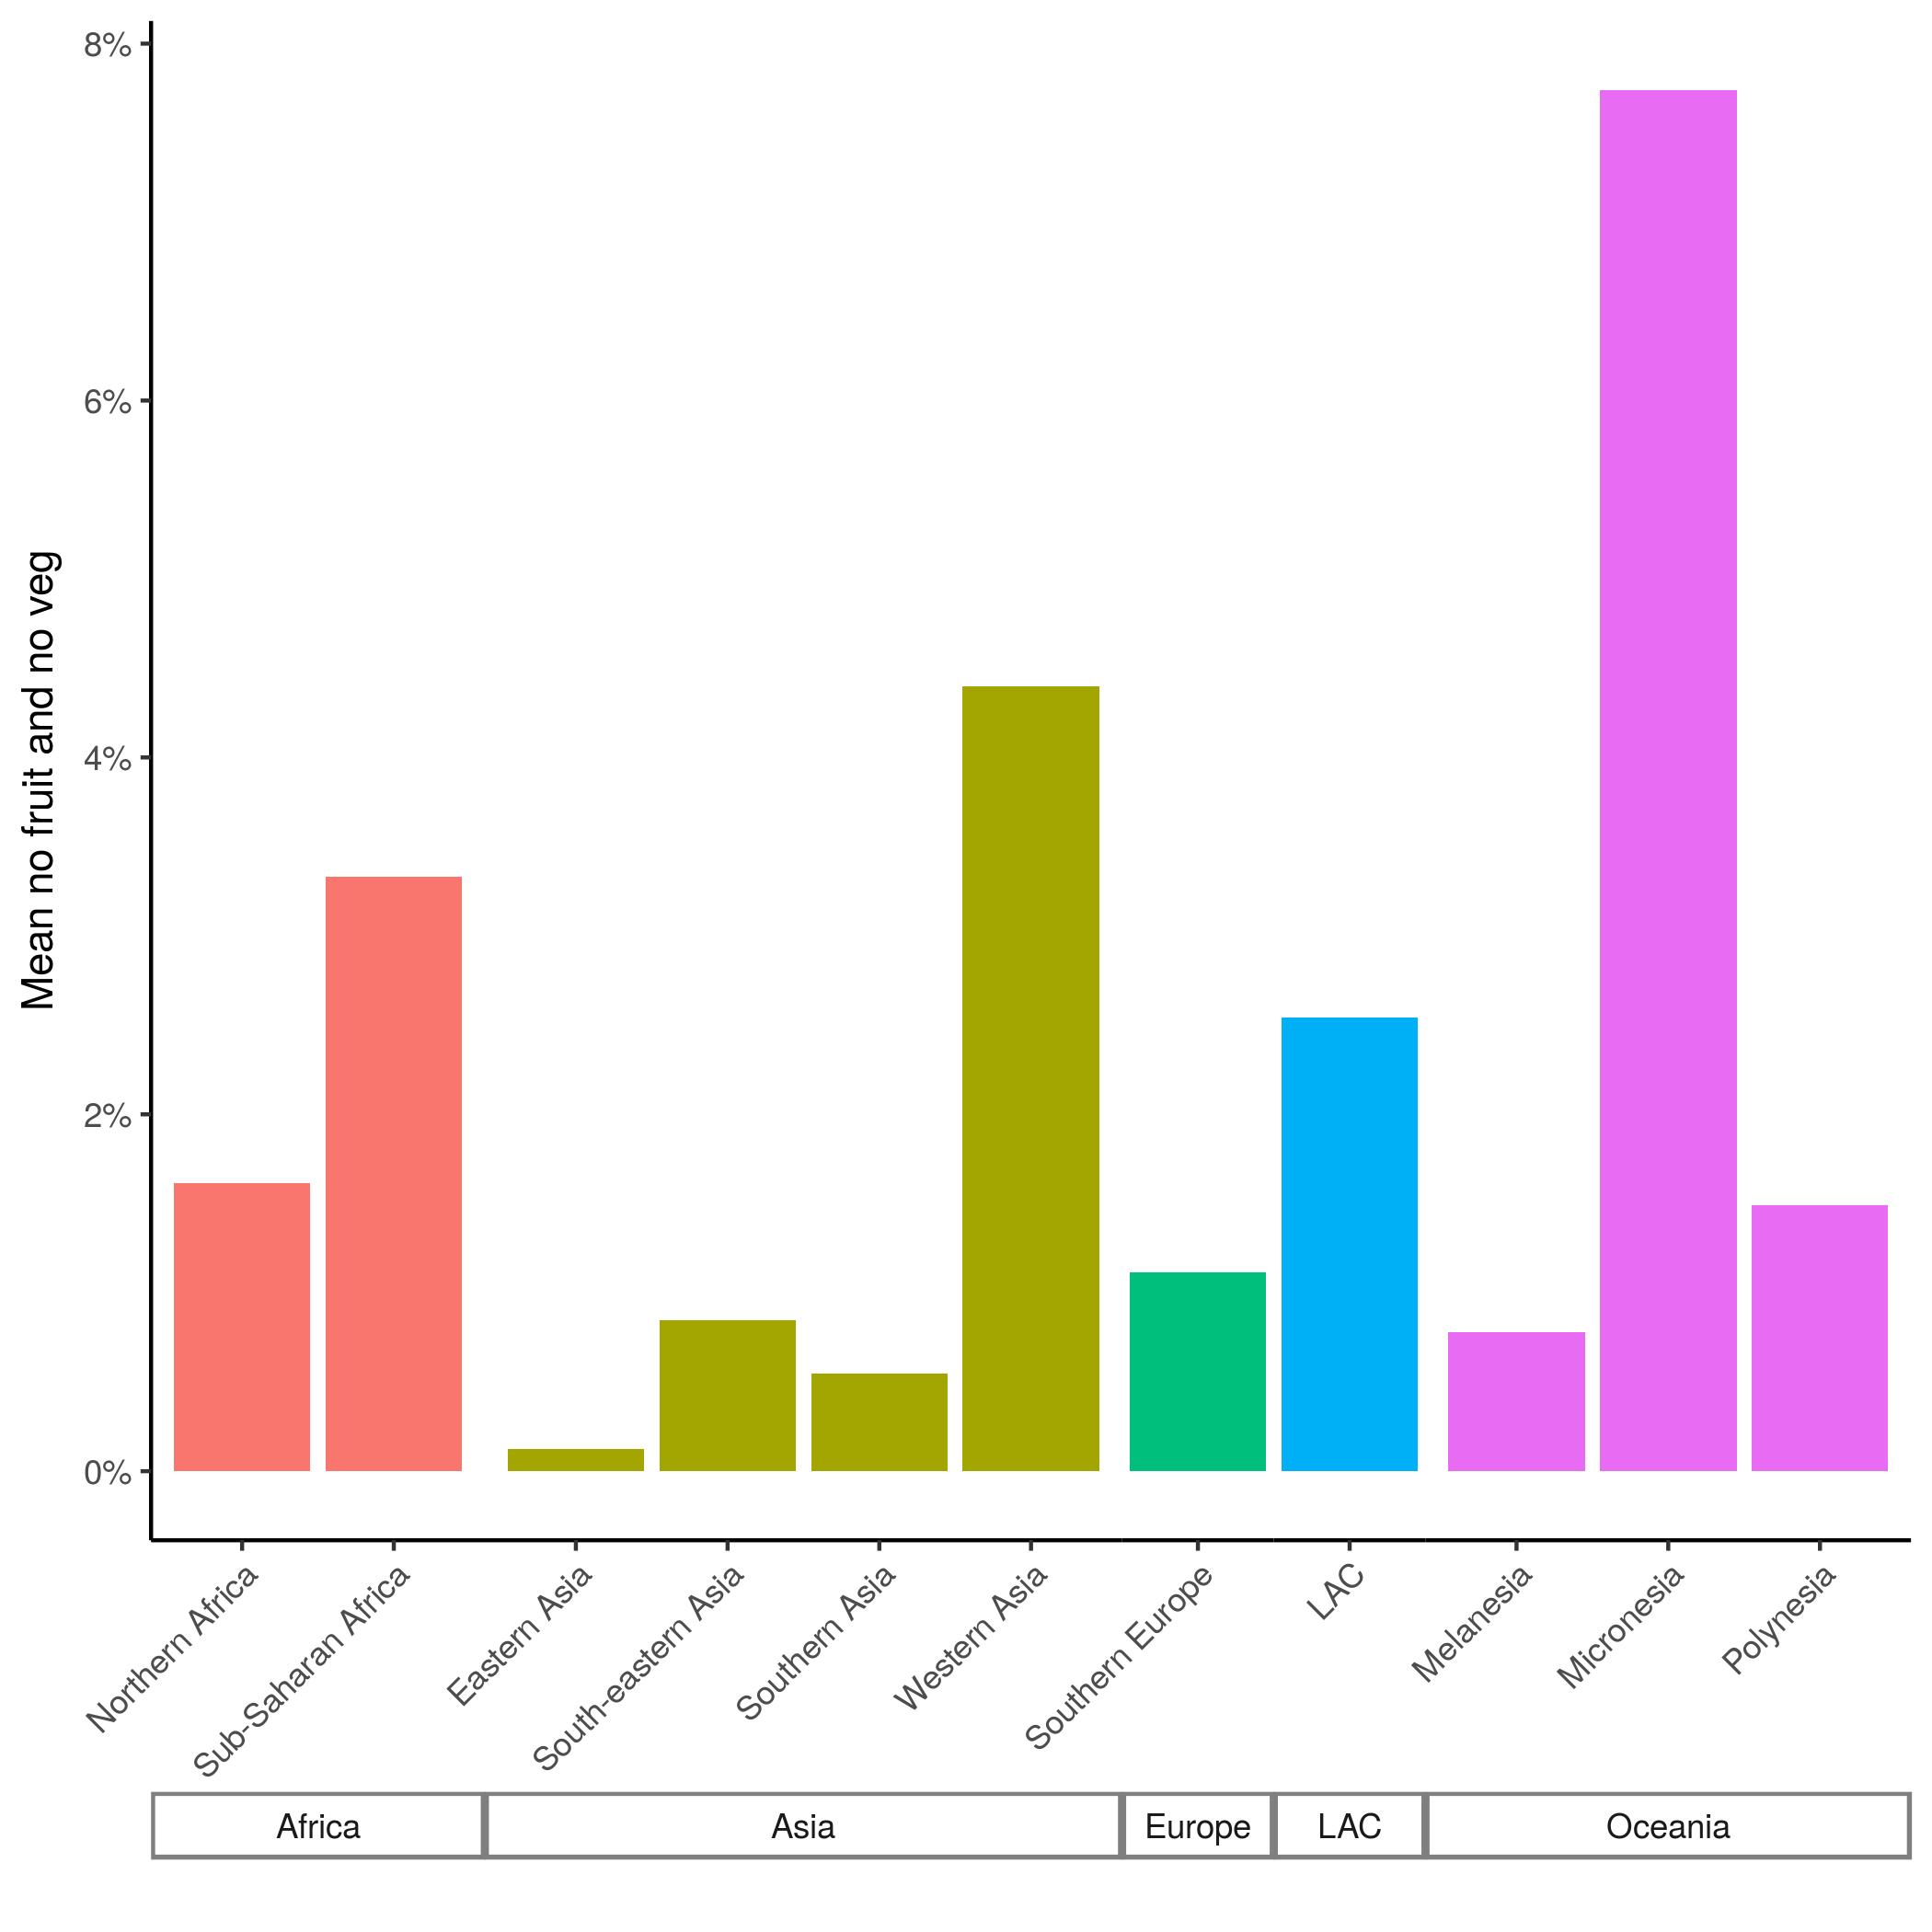 8%
6%
4%
2%
0%
Mean no fruit and no veg
Northern Africa
Sub-Saharan Africa
Eastern Asia
South-eastern Asia
Southern Asia
Western Asia
Southern Europe
LAC
Melanesia
Micronesia
Polynesia
Africa
Asia
Europe
LAC
Oceania